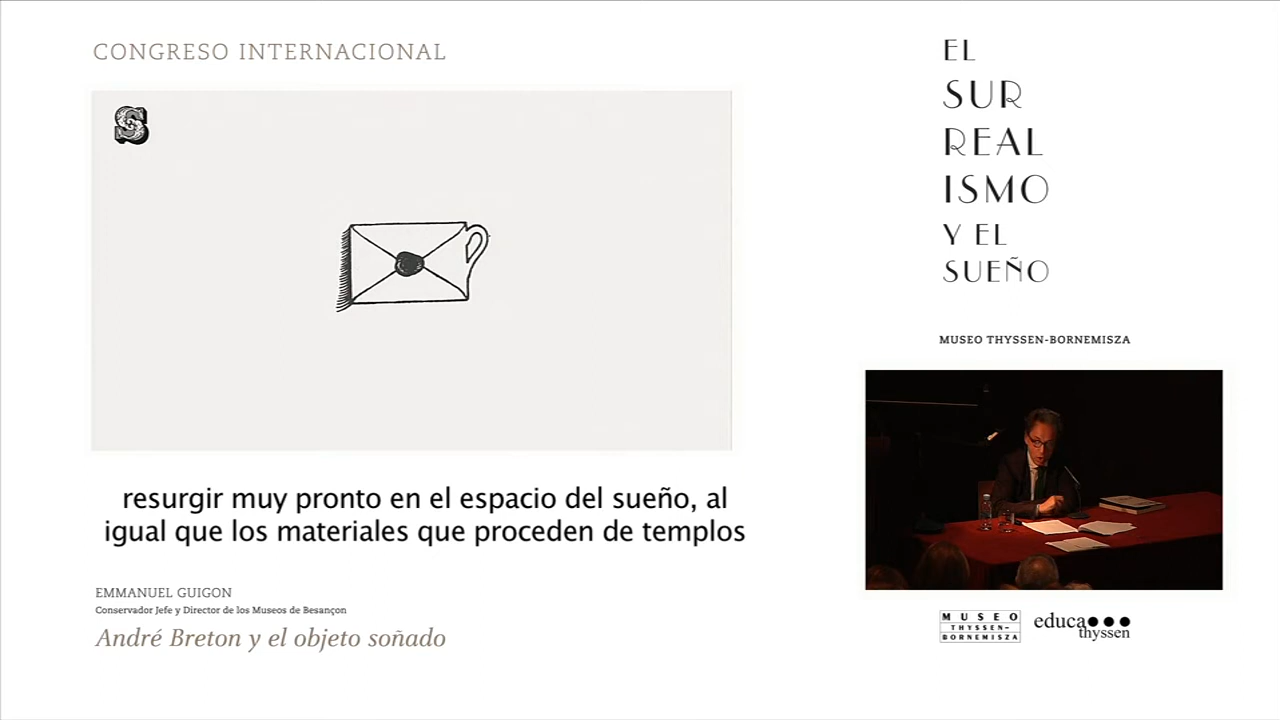 CONGRESO INTERNACIONAL
S
resurgir muy pronto en el espacio del sueño, al
igual que los materiales que proceden de templos
EMMANUEL GUIGON
Conservador Jefe y Director de los Museos de Besançon
André Breton y el objeto soñado
EL
SUR
REAL
ISMO
Y EL
SUEÑO
MUSEO THYSSEN-BORNEMISZA
MUSEO
THYSSEN-
BORNEMISZA
educa
thyssen